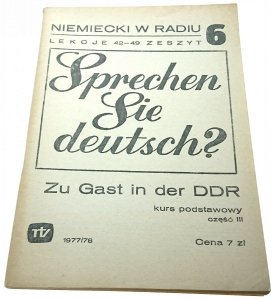 NIEMIECKI W RADIU
LEKCJE 42-49 ZESZYT 6
Sprechen
Sie
deutsch?
Zu Gast in der DDR
kurs podstawowy
część III
1977/78
Cena 7 zł